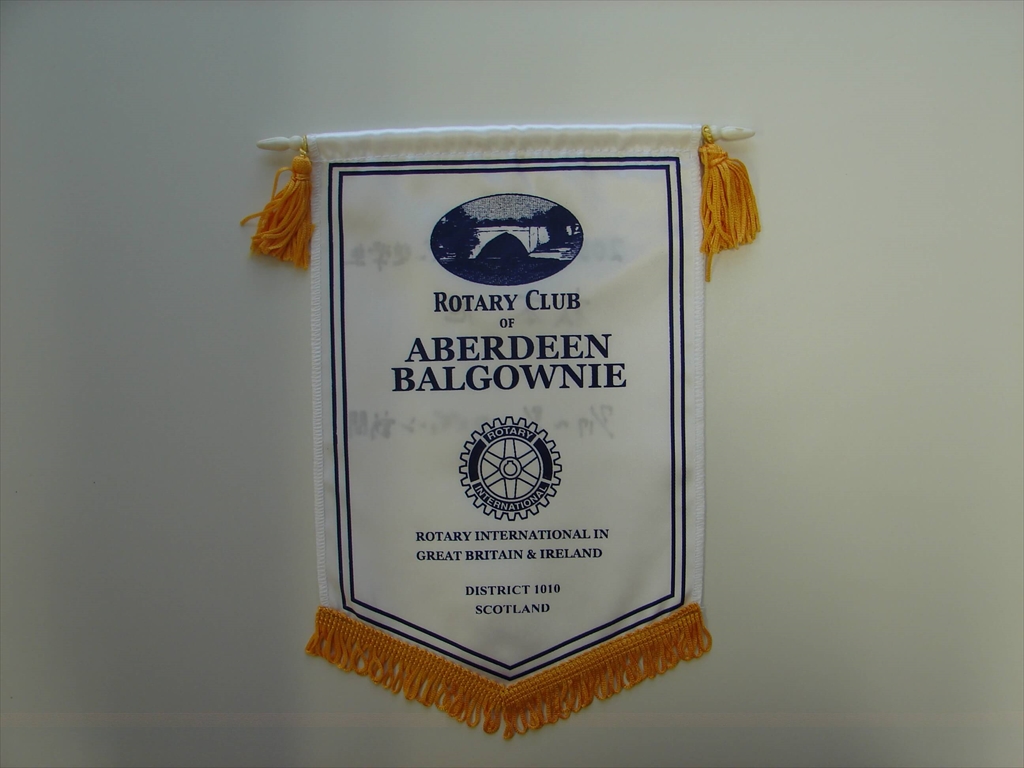 ROTARY CLUB
OF
ABERDEEN
BALGOWNIE
ROTARY
INTERNATIONAL
ROTARY INTERNATIONAL IN
GREAT BRITAIN & IRELAND
DISTRICT 1010
SCOTLAND